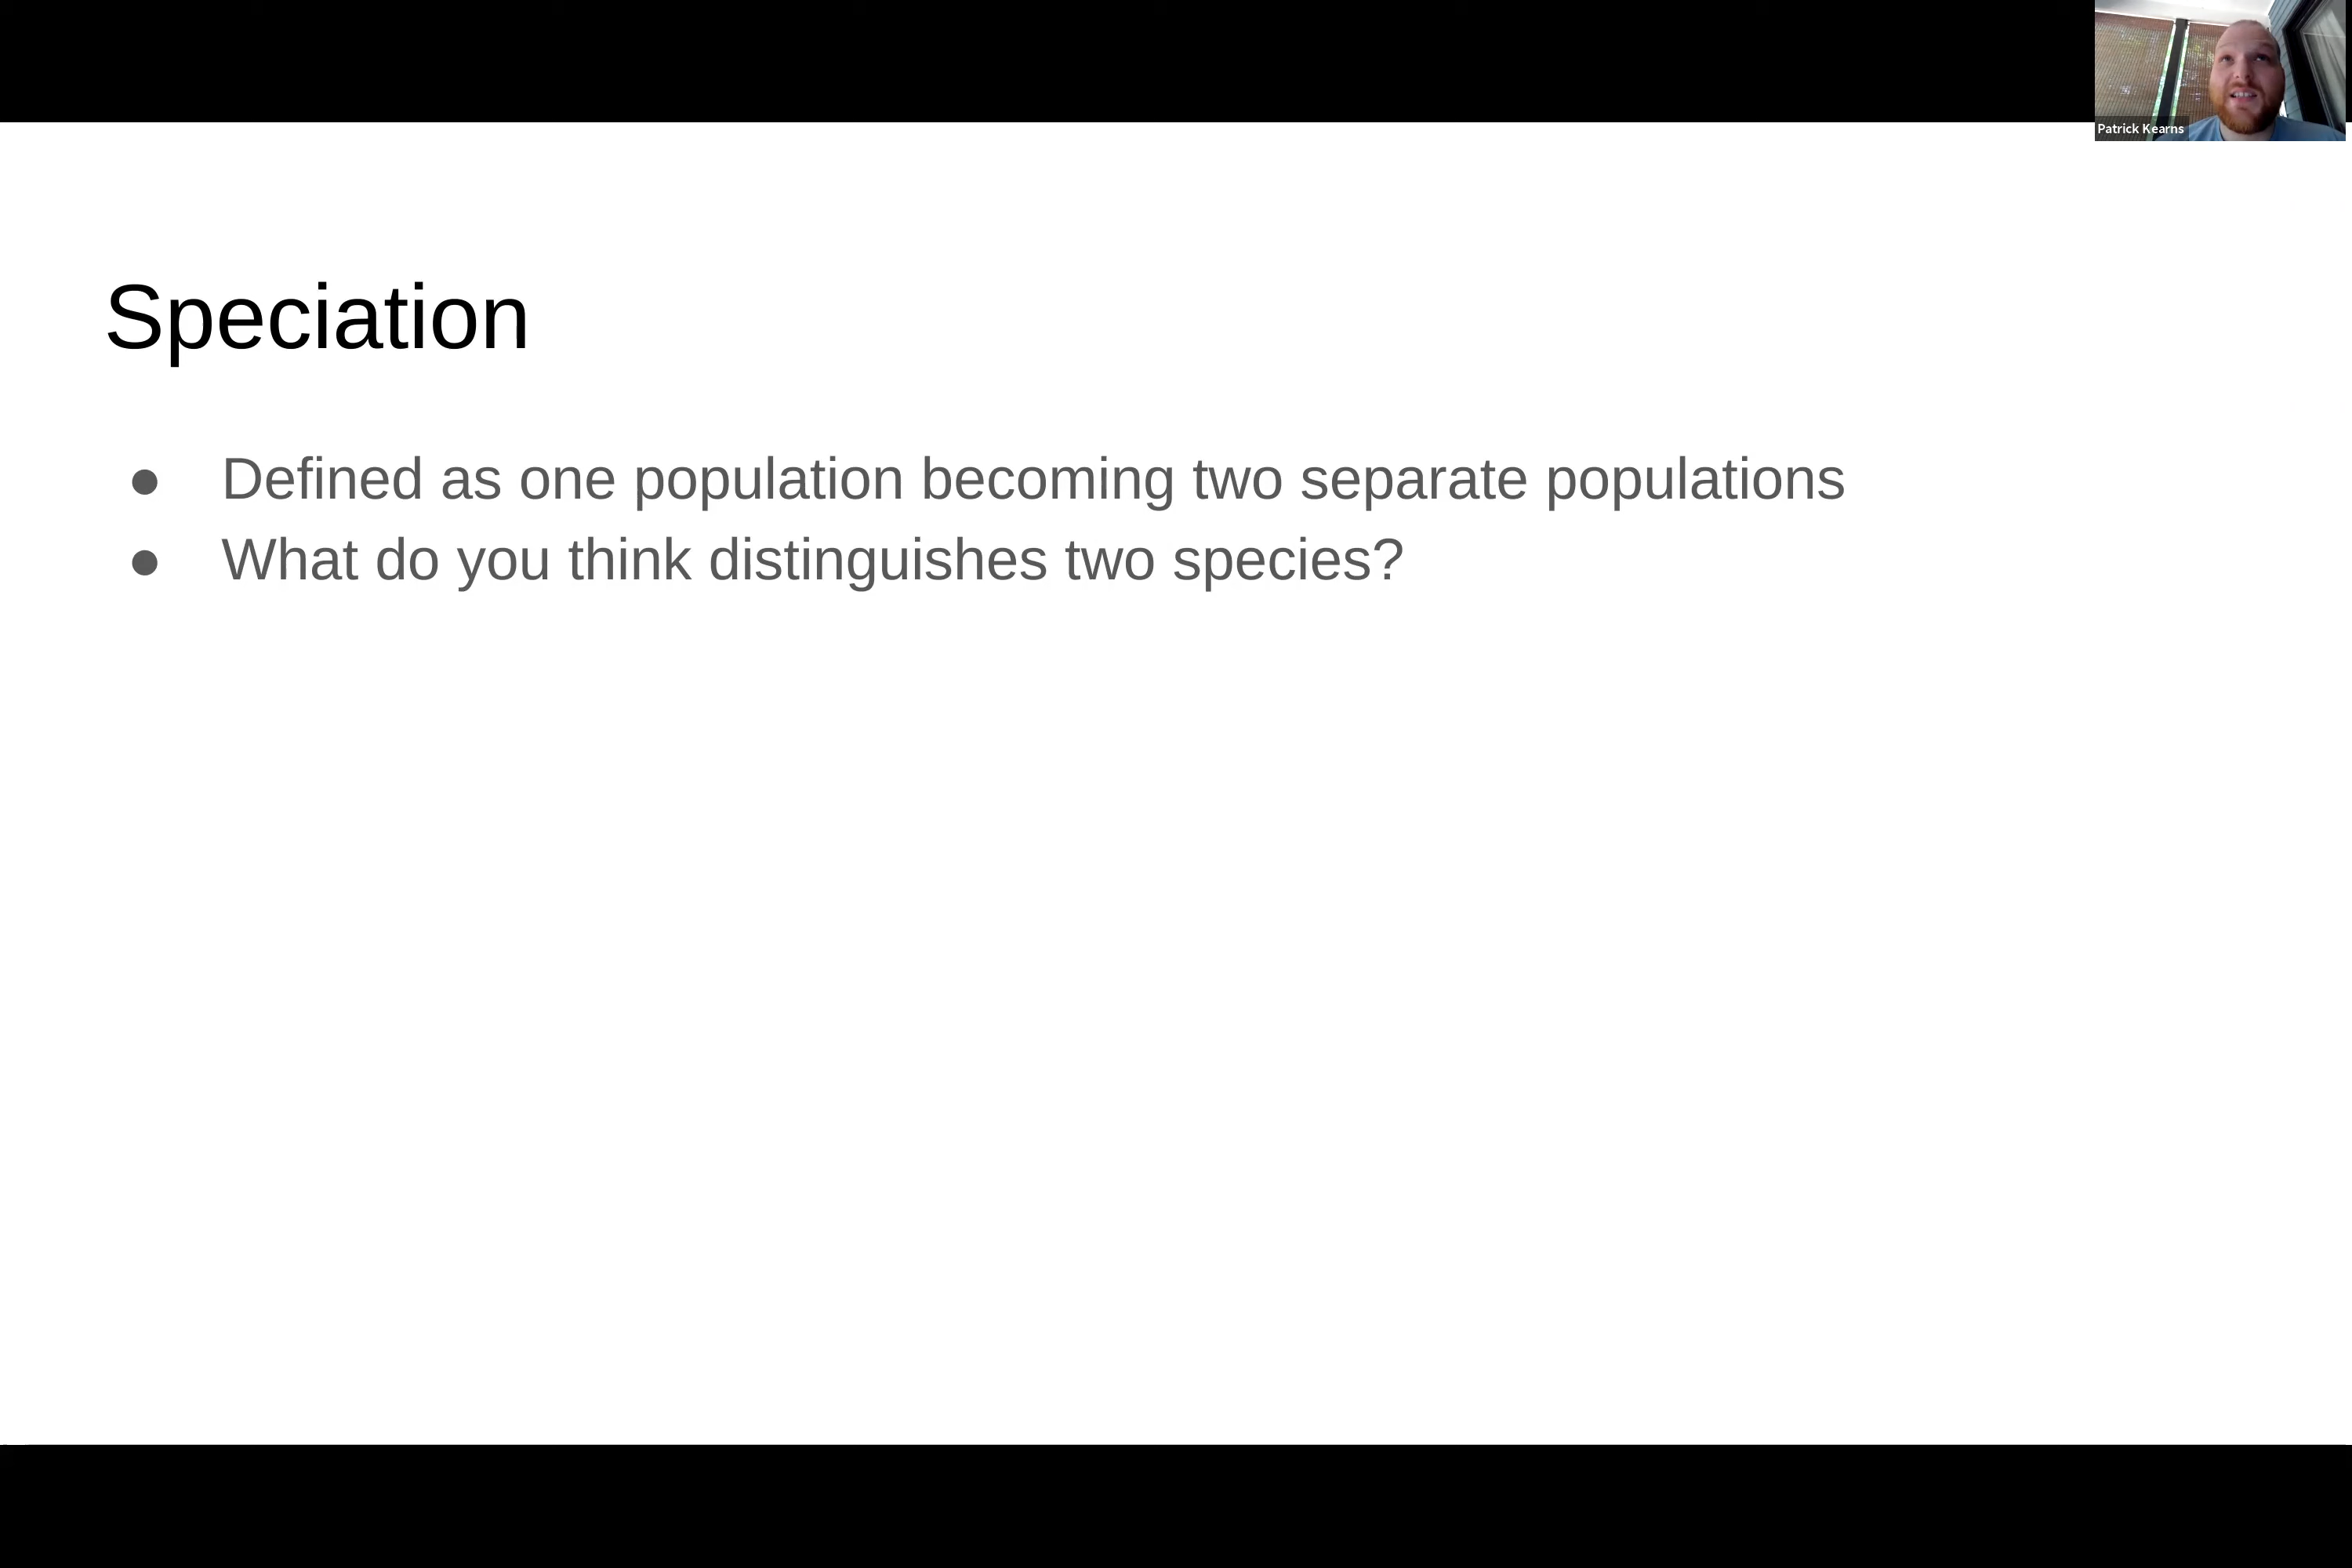 Patrick Kearns
Speciation
● Defined as one population becoming two separate populations
● What do you think distinguishes two species?